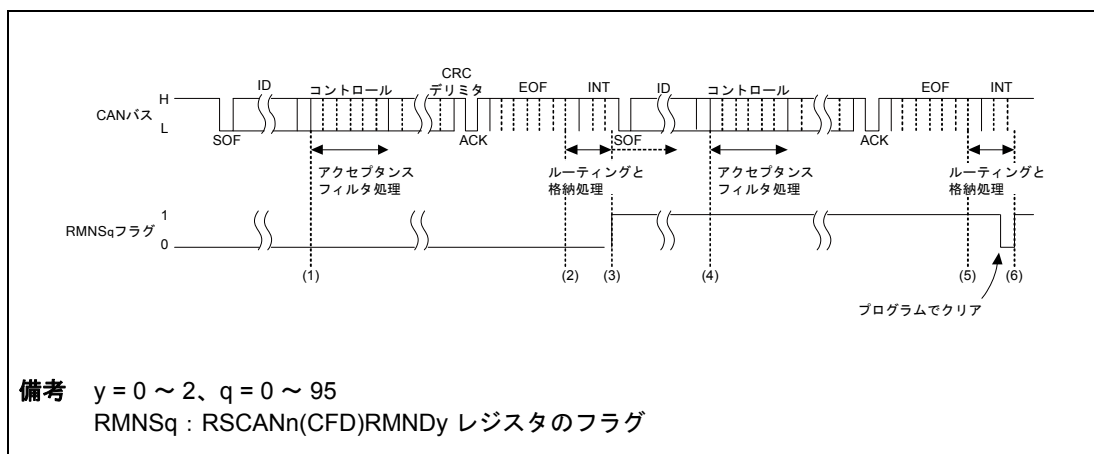 CRC
ID コントロール デリミタ EOF INT ID コントロール EOF INT
H
CANバス
L
SOF ACK SOF ACK
アクセプタンス
フィルタ処理
ルーティングと
格納処理
アクセプタンス
フィルタ処理
ルーティングと
格納処理
1
RMNSqフラグ
0
(1) (2) (3) (4) (5) (6)
プログラムでクリア
備考 y = 0 ～ 2、q = 0 ～ 95
RMNSq : RSCANn(CFD)RMNDy レジスタのフラグ